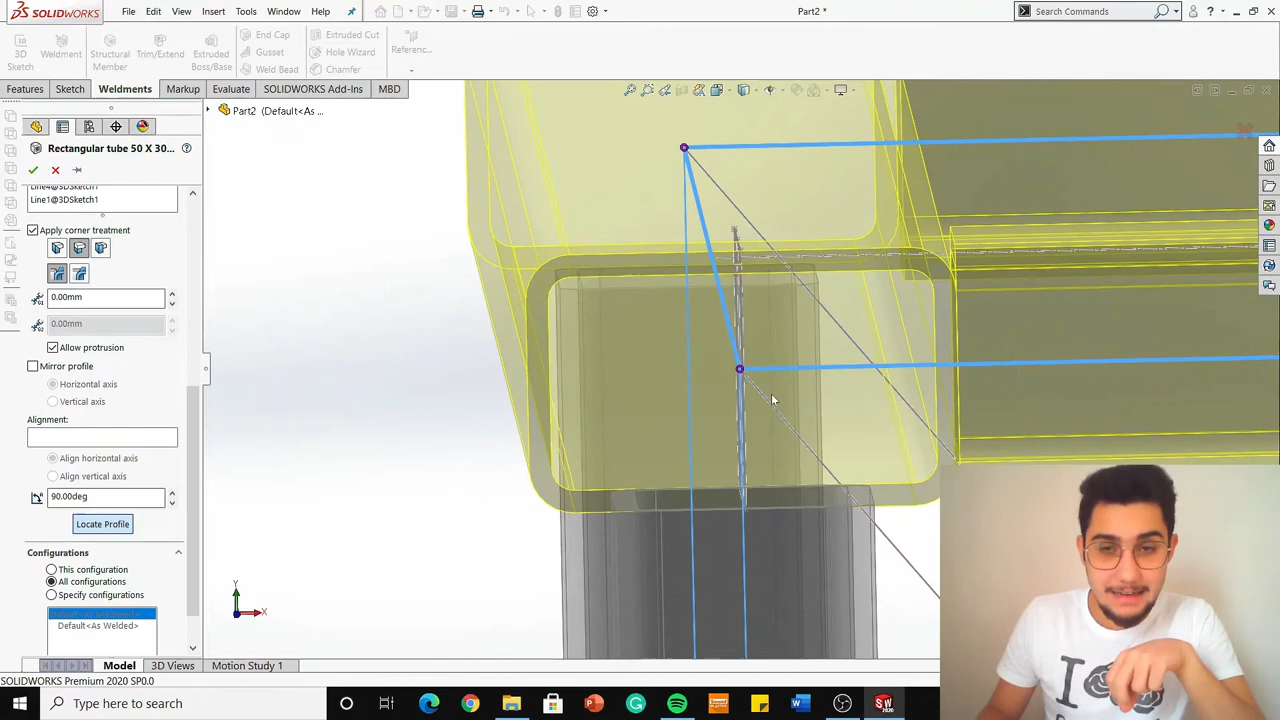 SOLIDWORKS File Edit View Insert Tools Window Help Part2 * Search Commands
3D Sketch Weldment Structural Member Trim/Extend Extruded Boss/Base End Cap Gusset Weld Bead Extruded Cut Hole Wizard Chamfer Referenc...
Features Sketch Weldments Markup Evaluate SOLIDWORKS Add-Ins MBD
Part2 (Default<As ...
Rectangular tube 50 X 30...
Line4@3DSketch1
Line1@3DSketch1
Apply corner treatment
0.00mm
0.00mm
Allow protrusion
Mirror profile
Horizontal axis
Vertical axis
Alignment:
Align horizontal axis
Align vertical axis
90.00deg
Locate Profile
Configurations
This configuration
All configurations
Specify configurations
Default<As Welded>
Y
X
Model 3D Views Motion Study 1
SOLIDWORKS Premium 2020 SP0.0
Type here to search
SW 2020
I